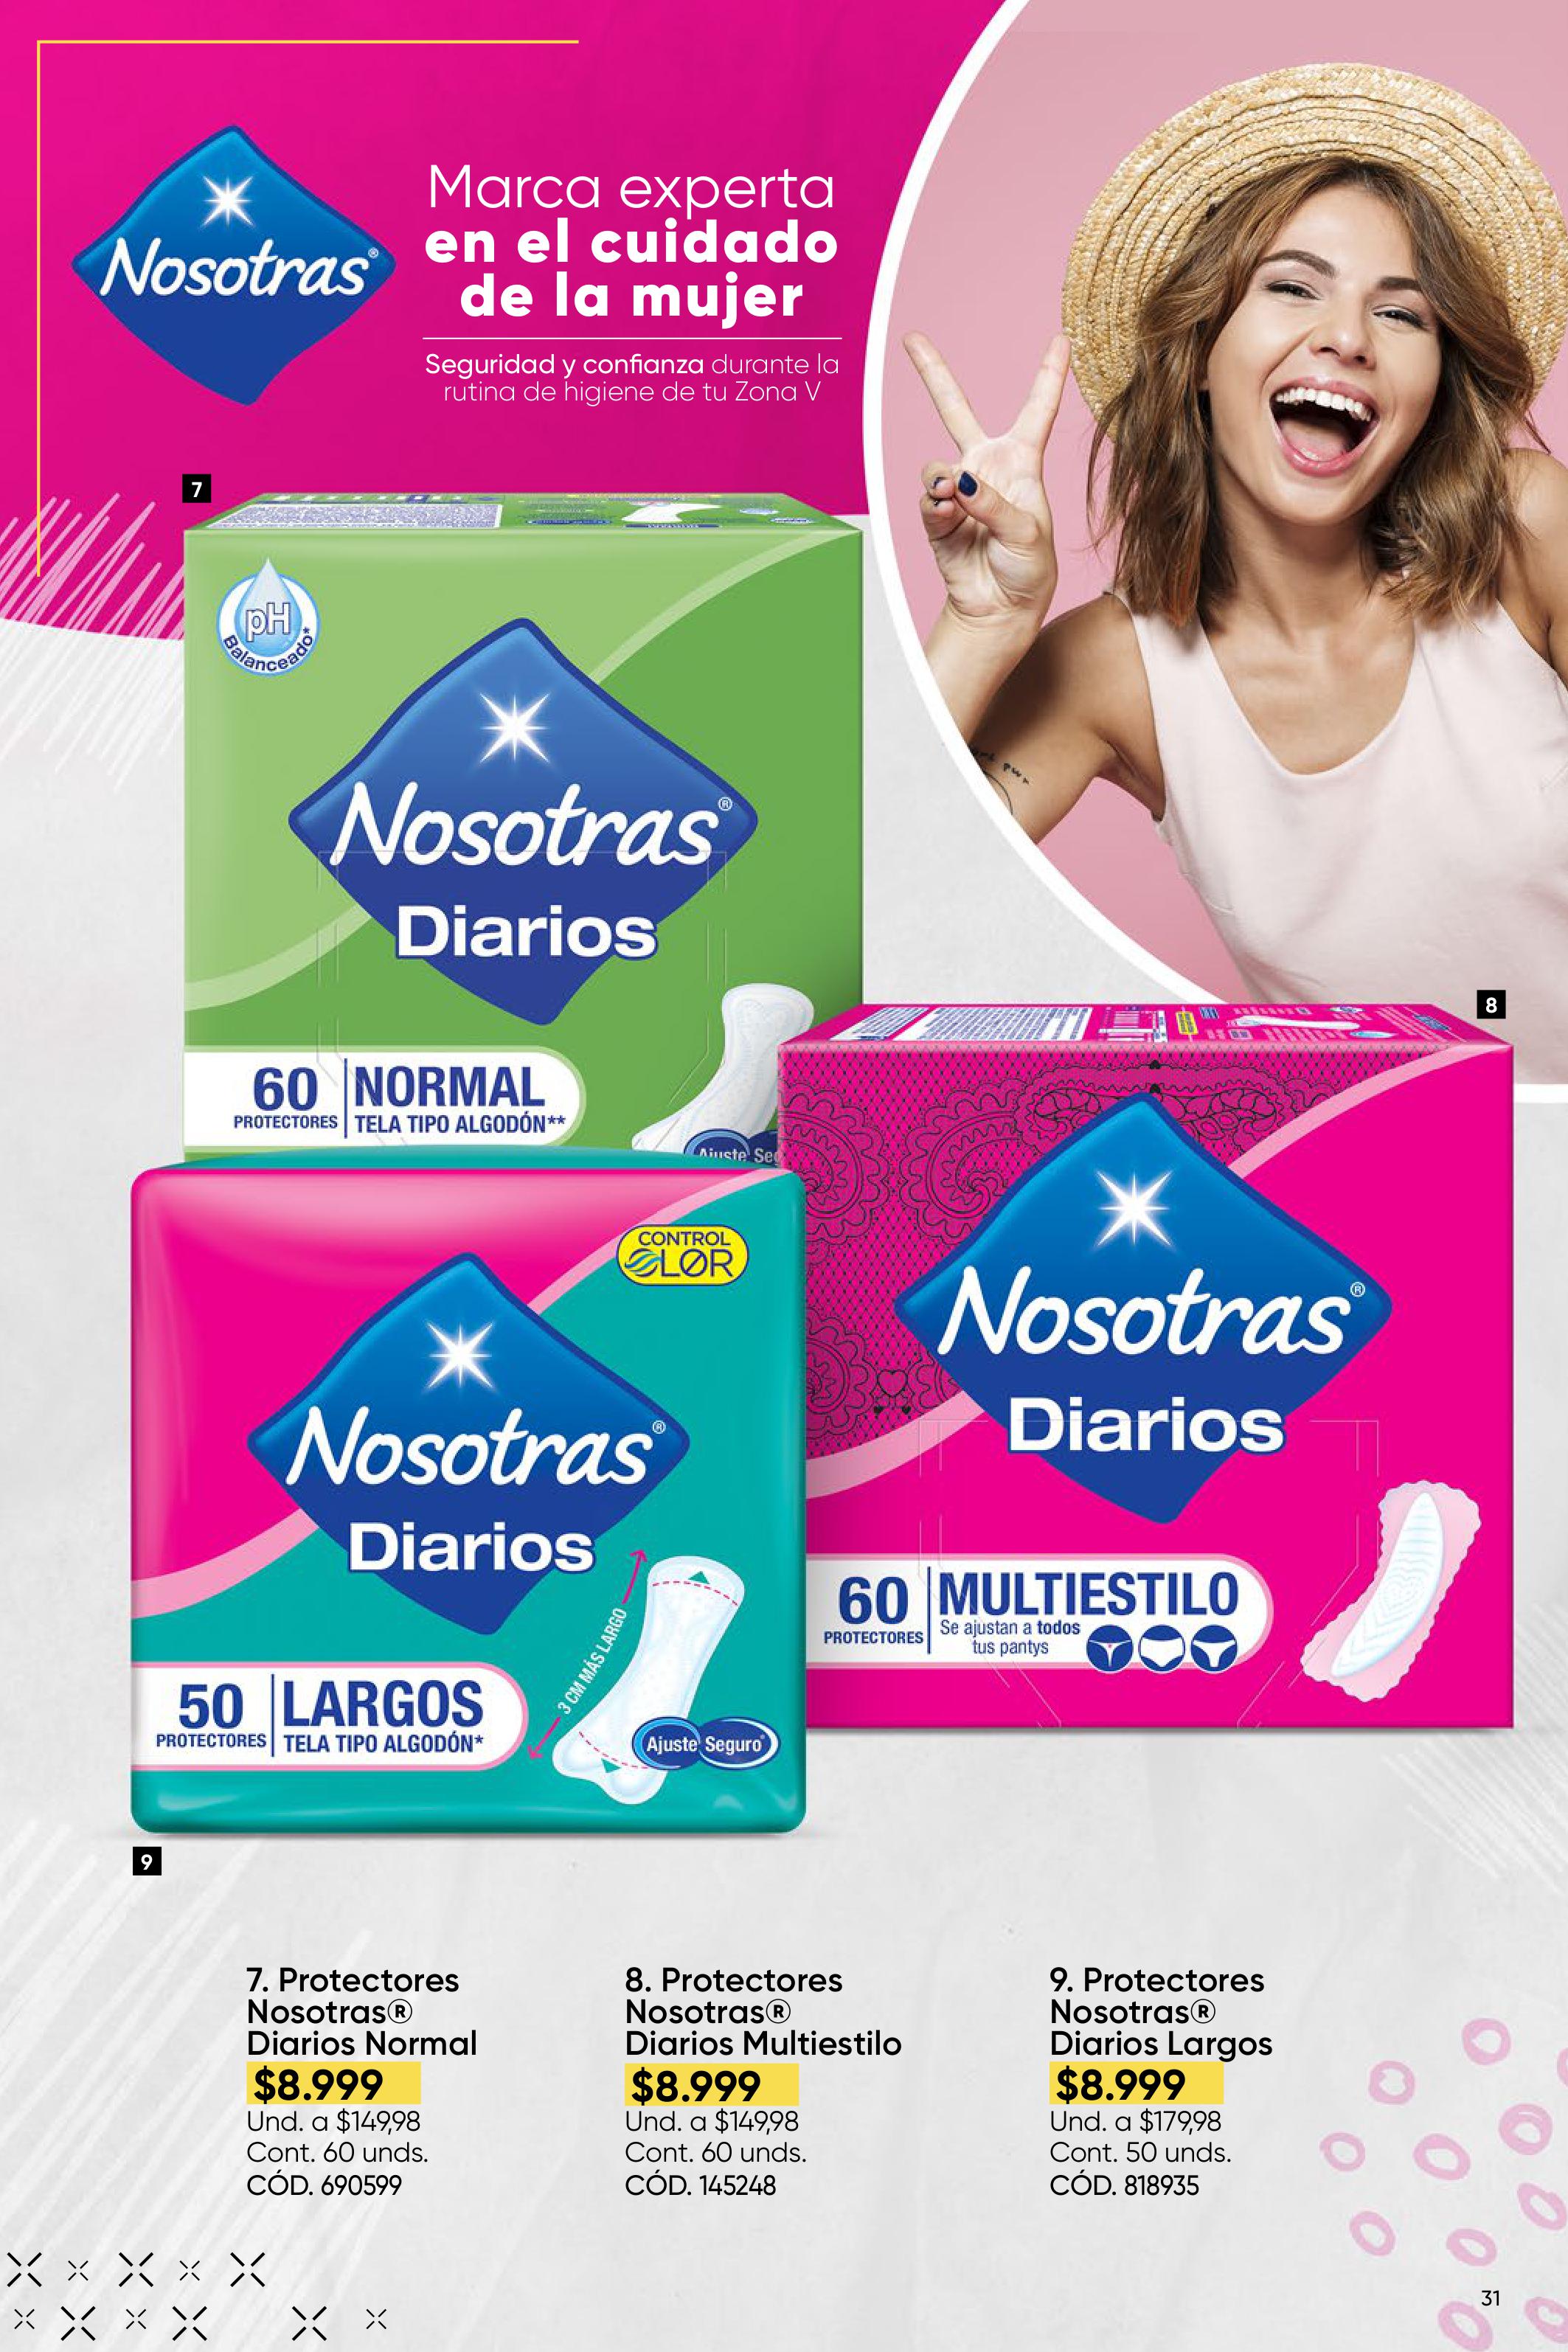 Nosotras®
Marca experta
en el cuidado
de la mujer
Seguridad y confianza durante la
rutina de higiene de tu Zona V
7
pH
Balanceado*
Nosotras®
Diarios
60 PROTECTORES
NORMAL
TELA TIPO ALGODÓN**
Ajuste Seg
8
Nosotras®
Diarios
60 PROTECTORES
MULTIESTILO
Se ajustan a todos
tus pantys
CONTROL
OLOR
Nosotras®
Diarios
3 CM MÁS LARGO
50 PROTECTORES
LARGOS
TELA TIPO ALGODÓN*
Ajuste Seguro®
9
7. Protectores
Nosotras®
Diarios Normal
$8.999
Und. a $149,98
Cont. 60 unds.
CÓD. 690599
8. Protectores
Nosotras®
Diarios Multiestilo
$8.999
Und. a $149,98
Cont. 60 unds.
CÓD. 145248
9. Protectores
Nosotras®
Diarios Largos
$8.999
Und. a $179,98
Cont. 50 unds.
CÓD. 818935
31